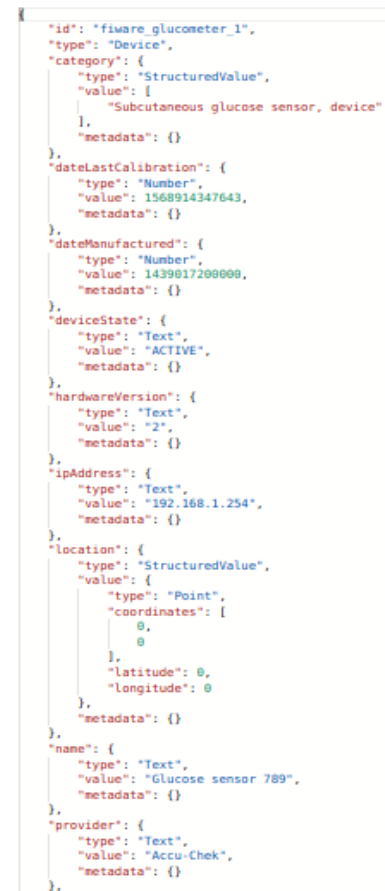 {
    "id": "fiware_glucometer_1",
    "type": "Device",
    "category": {
        "type": "StructuredValue",
        "value": [
            "Subcutaneous glucose sensor, device"
        ],
        "metadata": {}
    },
    "dateLastCalibration": {
        "type": "Number",
        "value": 1568914347643,
        "metadata": {}
    },
    "dateManufactured": {
        "type": "Number",
        "value": 1439017200000,
        "metadata": {}
    },
    "deviceState": {
        "type": "Text",
        "value": "ACTIVE",
        "metadata": {}
    },
    "hardwareVersion": {
        "type": "Text",
        "value": "2",
        "metadata": {}
    },
    "ipAddress": {
        "type": "Text",
        "value": "192.168.1.254",
        "metadata": {}
    },
    "location": {
        "type": "StructuredValue",
        "value": {
            "type": "Point",
            "coordinates": [
                0,
                0
            ],
            "latitude": 0,
            "longitude": 0
        },
        "metadata": {}
    },
    "name": {
        "type": "Text",
        "value": "Glucose sensor 789",
        "metadata": {}
    },
    "provider": {
        "type": "Text",
        "value": "Accu-Chek",
        "metadata": {}
    },